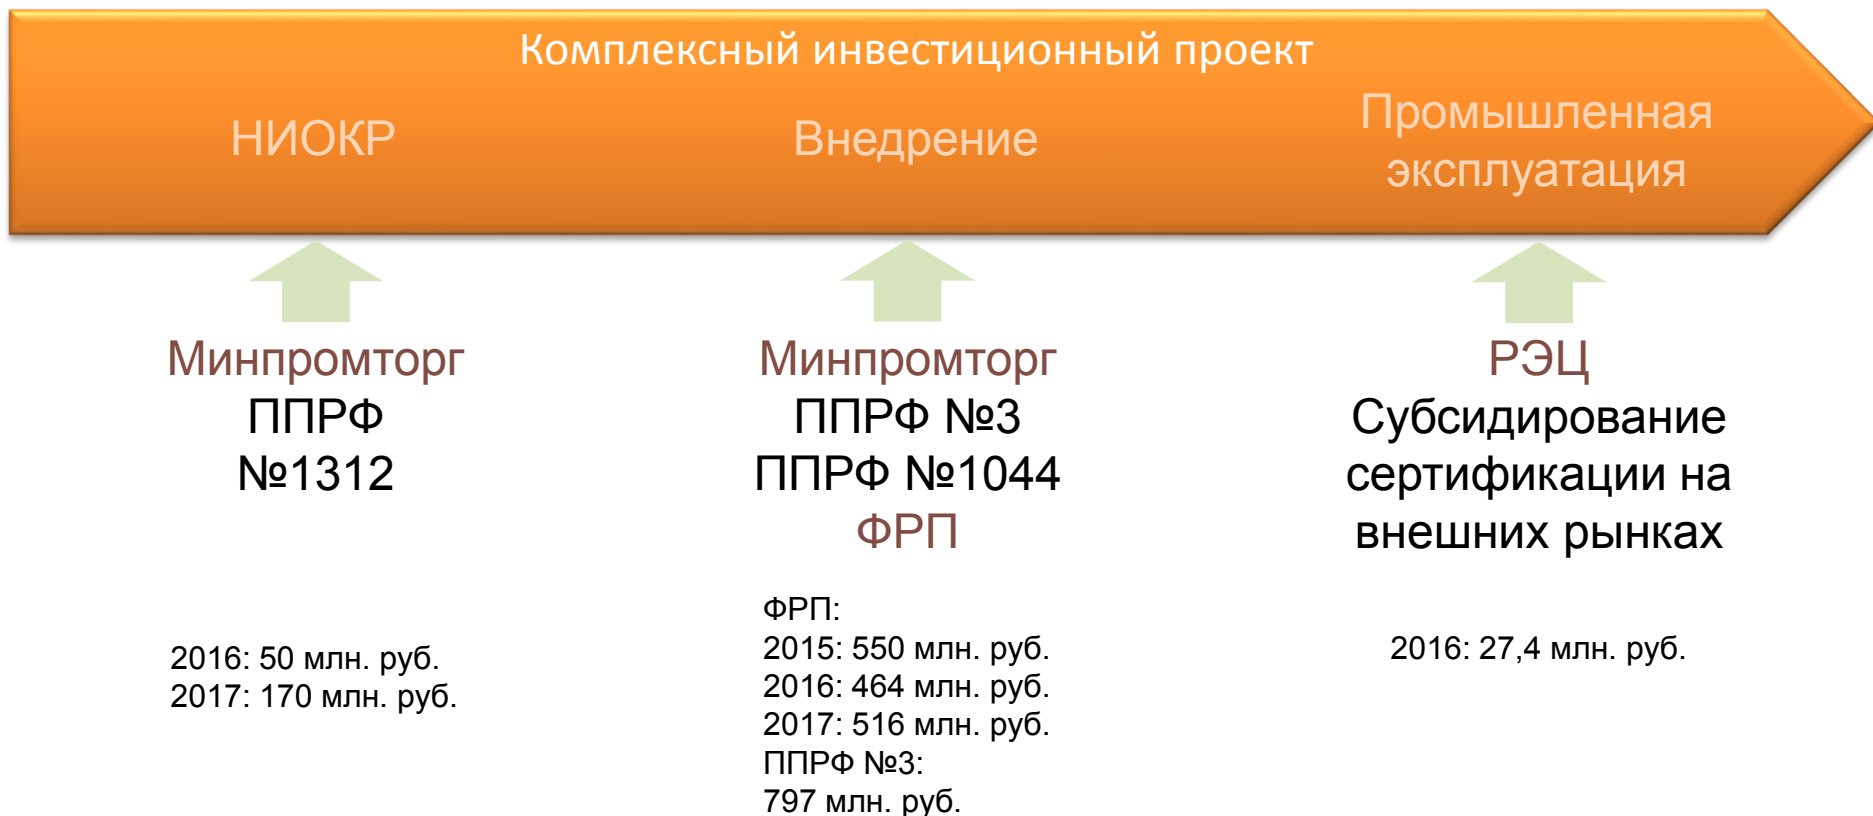 Комплексный инвестиционный проект
НИОКР
Внедрение
Промышленная
эксплуатация
Минпромторг
ППРФ
№1312
2016: 50 млн. руб.
2017: 170 млн. руб.
Минпромторг
ППРФ №3
ППРФ №1044
ФРП
ФРП:
2015: 550 млн. руб.
2016: 464 млн. руб.
2017: 516 млн. руб.
ППРФ №3:
797 млн. руб.
РЭЦ
Субсидирование
сертификации на
внешних рынках
2016: 27,4 млн. руб.